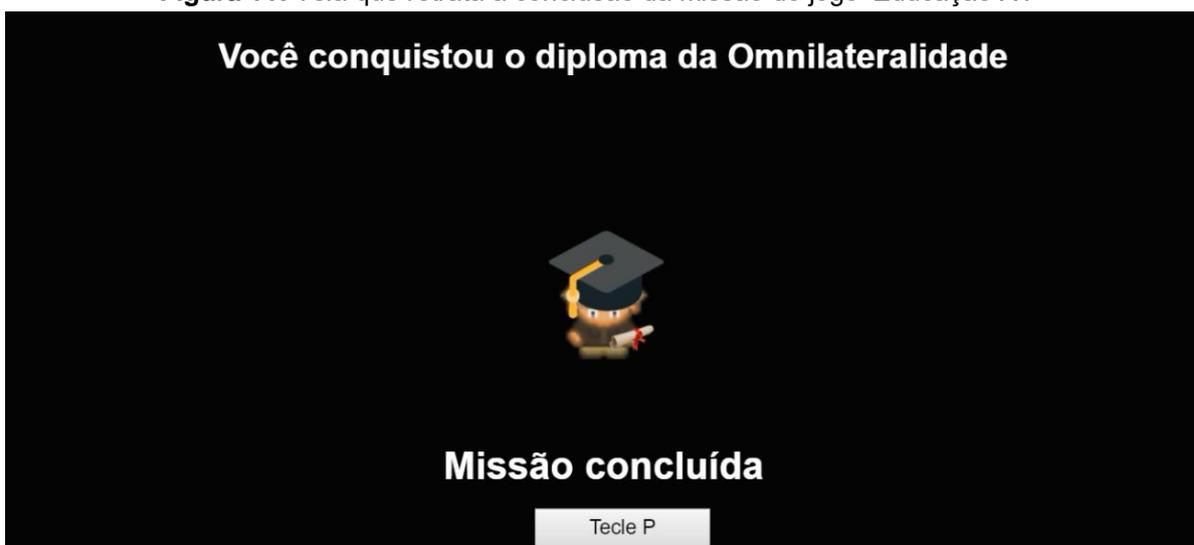 Você conquistou o diploma da Omnilateralidade
Missão concluída
Tecle P